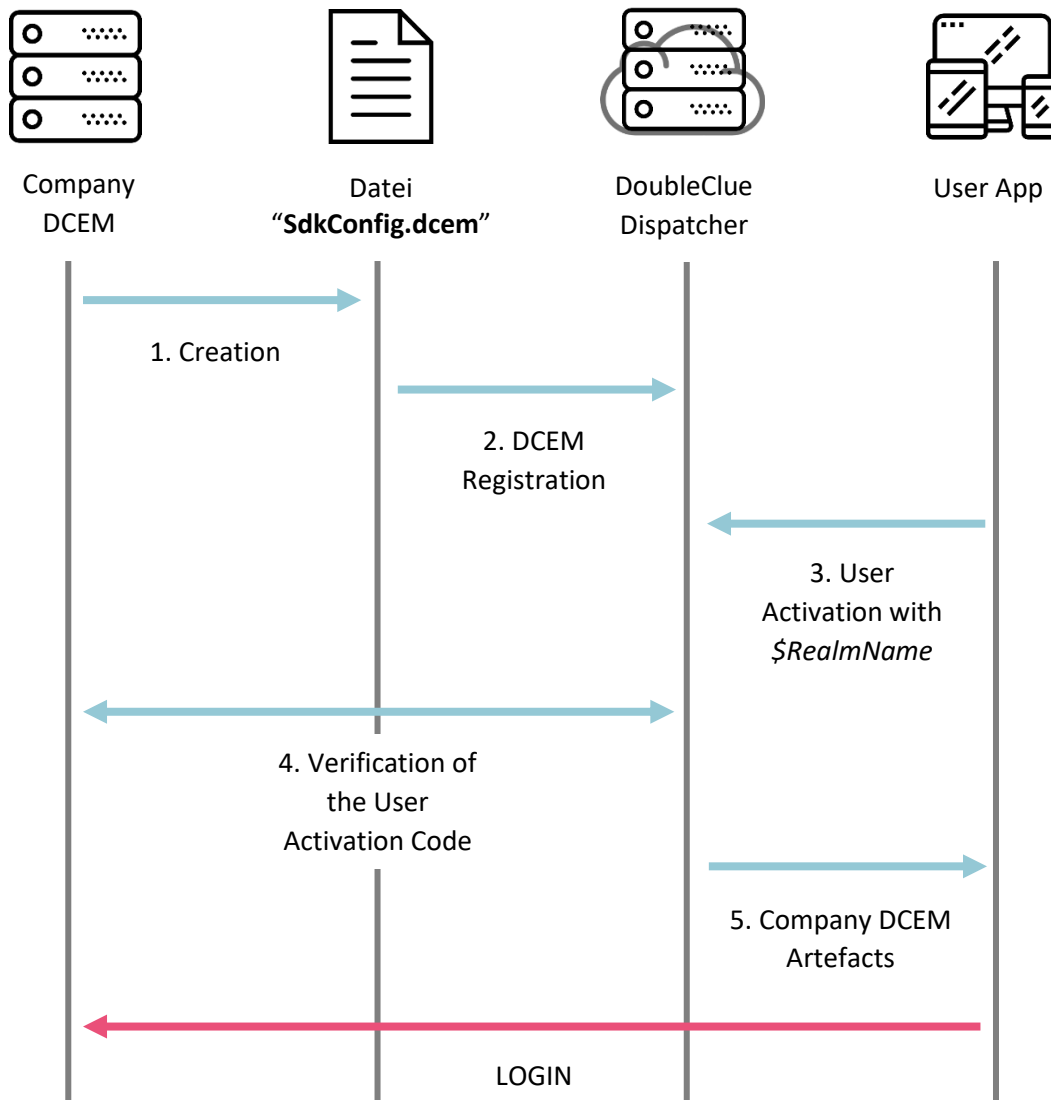 Company
DCEM
Datei
“SdkConfig.dcem”
DoubleClue
Dispatcher
User App
1. Creation
2. DCEM
Registration
3. User
Activation with
$RealmName
4. Verification of
the User
Activation Code
5. Company DCEM
Artefacts
LOGIN